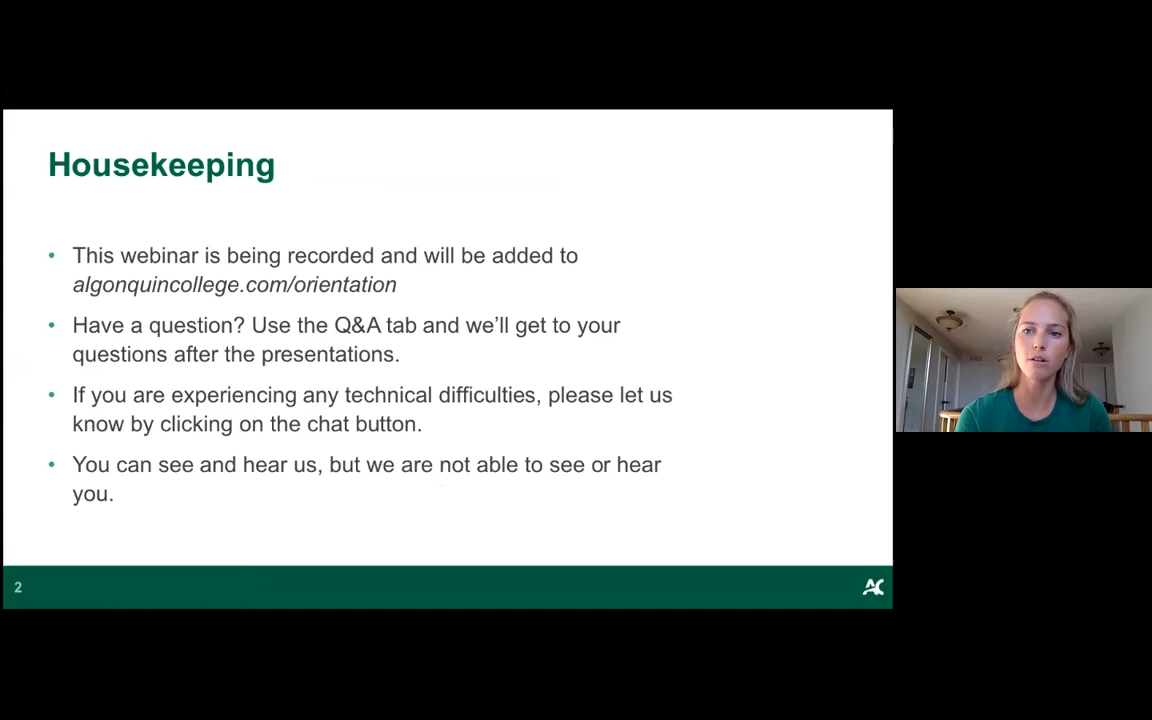 Housekeeping
• This webinar is being recorded and will be added to
algonquincollege.com/orientation
• Have a question? Use the Q&A tab and we’ll get to your
questions after the presentations.
• If you are experiencing any technical difficulties, please let us
know by clicking on the chat button.
• You can see and hear us, but we are not able to see or hear
you.
2
AC